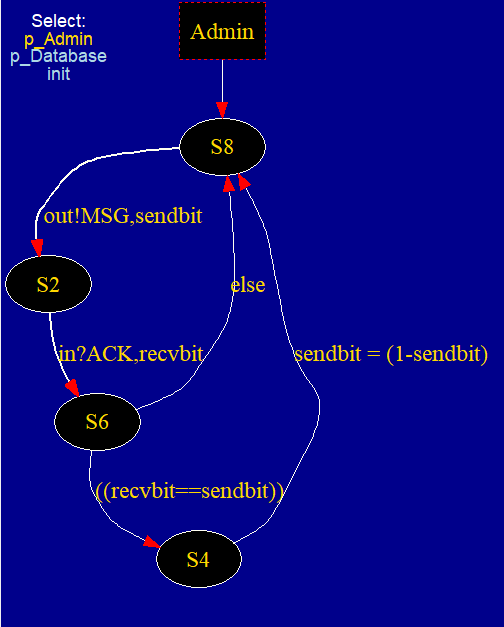 Select:
p_Admin
p_Database
init
Admin
S8
out!MSG,sendbit
S2
else
in?ACK,recvbit
sendbit = (1-sendbit)
S6
((recvbit==sendbit))
S4